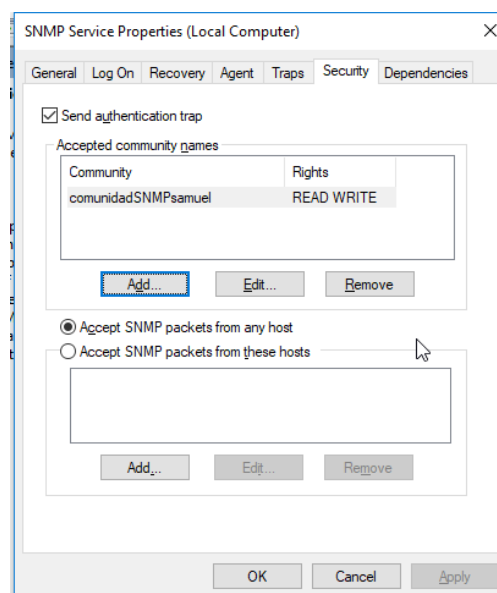 SNMP Service Properties (Local Computer)
General Log On Recovery Agent Traps Security Dependencies
Send authentication trap
Accepted community names
Community Rights
comunidadSNMPsamuel READ WRITE
Add... Edit... Remove
Accept SNMP packets from any host
Accept SNMP packets from these hosts
Add... Edit... Remove
OK Cancel Apply